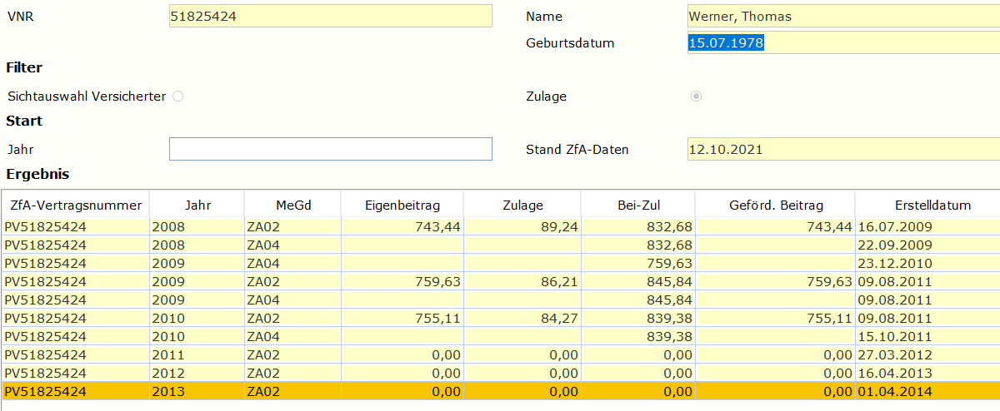 VNR 51825424 Name Werner, Thomas
Geburtsdatum 15.07.1978
Filter
Sichtauswahl Versicherter Zulage
Start
Jahr Stand ZfA-Daten 12.10.2021
Ergebnis
ZfA-Vertragsnummer Jahr MeGd Eigenbeitrag Zulage Bei-Zul Geförd. Beitrag Erstelldatum
PV51825424 2008 ZA02 743,44 89,24 832,68 743,44 16.07.2009
PV51825424 2008 ZA04 832,68 22.09.2009
PV51825424 2009 ZA04 759,63 23.12.2010
PV51825424 2009 ZA02 759,63 86,21 845,84 759,63 09.08.2011
PV51825424 2009 ZA04 845,84 09.08.2011
PV51825424 2010 ZA02 755,11 84,27 839,38 755,11 09.08.2011
PV51825424 2010 ZA04 839,38 15.10.2011
PV51825424 2011 ZA02 0,00 0,00 0,00 0,00 27.03.2012
PV51825424 2012 ZA02 0,00 0,00 0,00 0,00 16.04.2013
PV51825424 2013 ZA02 0,00 0,00 0,00 0,00 01.04.2014